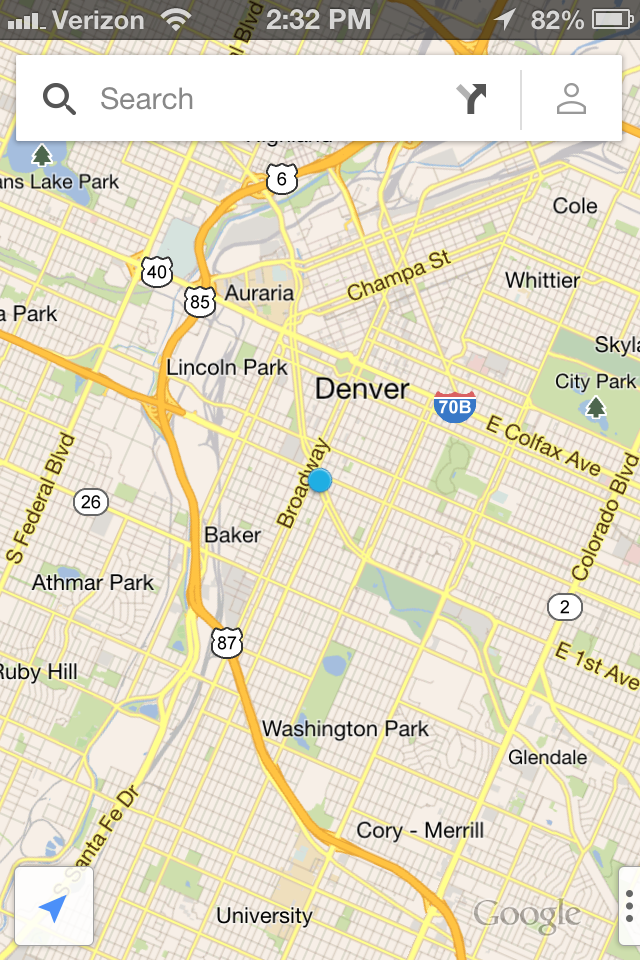 Verizon 2:32 PM 82%
al Blvd
Search
Highland
ans Lake Park
6
Cole
40
Champa St
Whittier
85
Auraria
a Park
Skyla
Lincoln Park
City Park
Denver
70B
E Colfax Ave
S Federal Blvd
Broadway
Colorado Blvd
26
Baker
Athmar Park
2
87
E 1st Ave
Ruby Hill
Washington Park
Glendale
S Santa Fe Dr
Cory - Merrill
University
Google